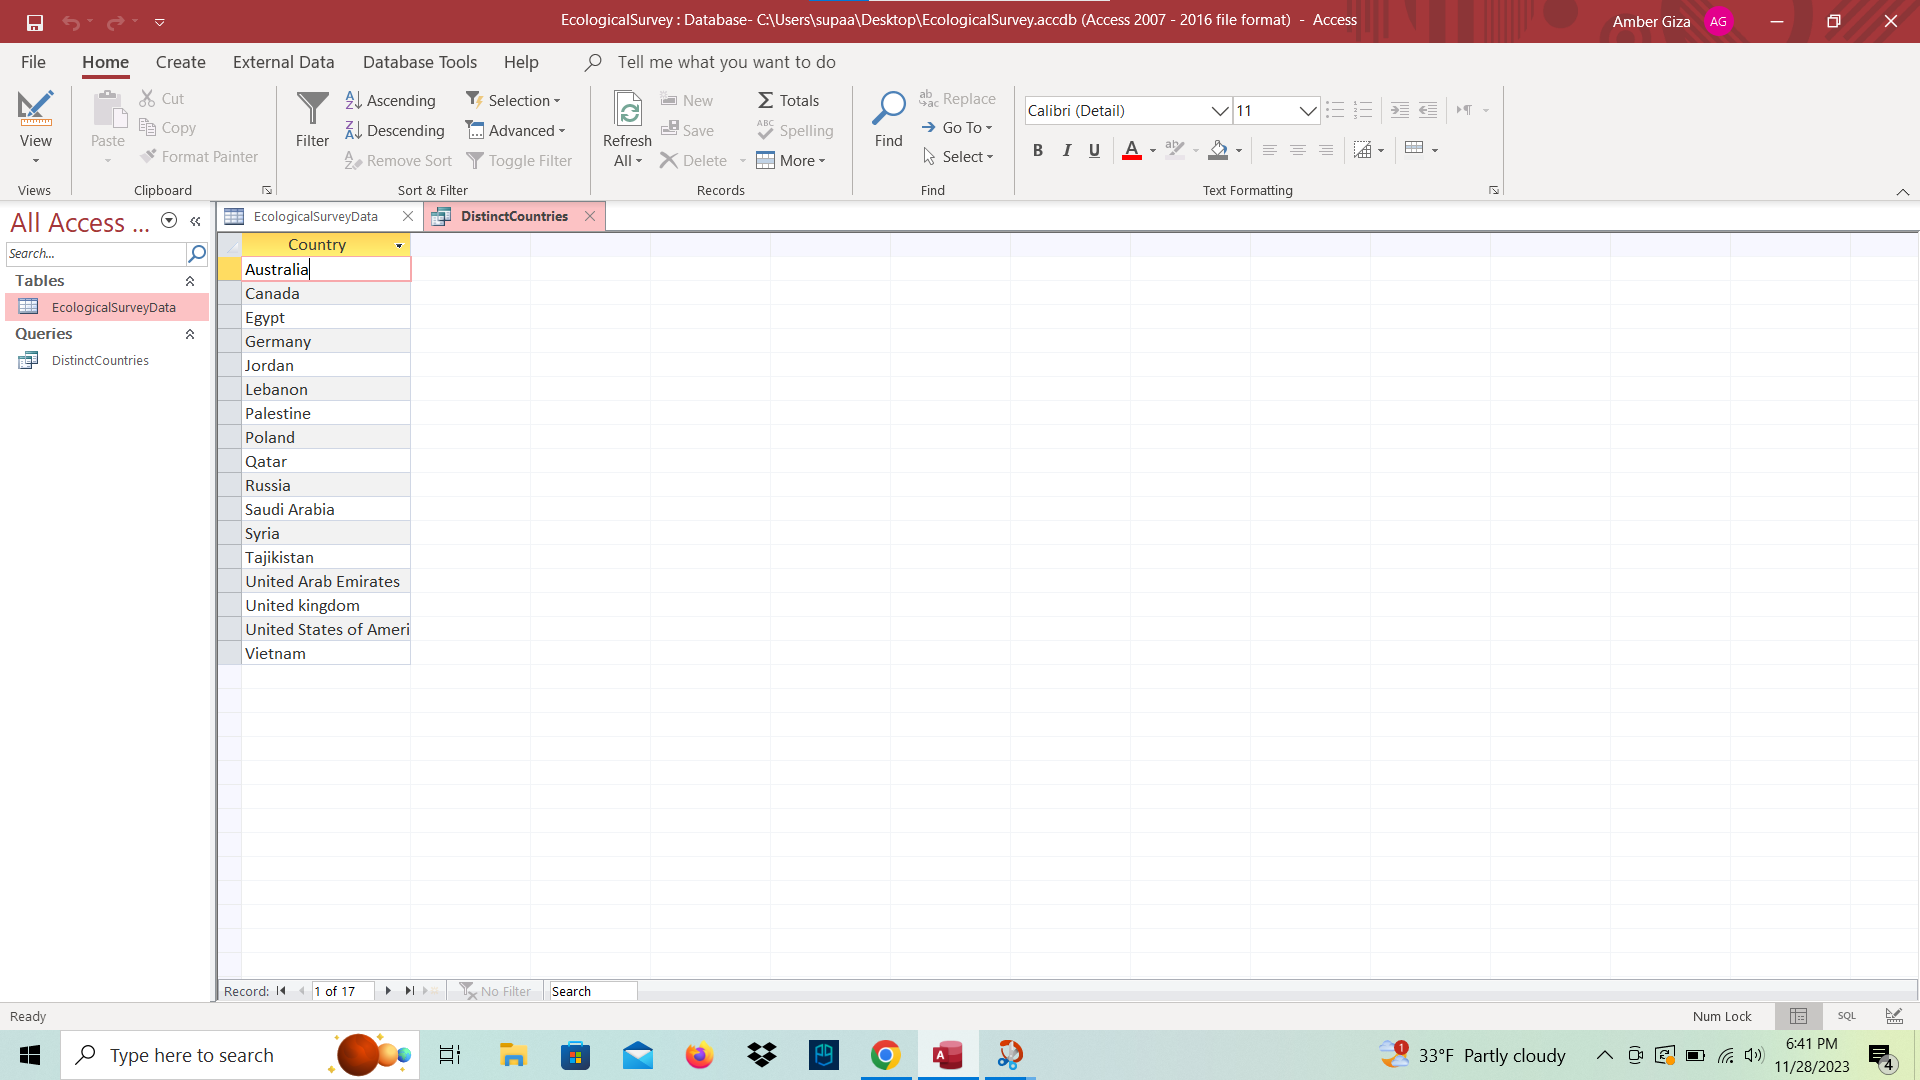 EcologicalSurvey : Database- C:\Users\supaa\Desktop\EcologicalSurvey.accdb (Access 2007 - 2016 file format) - Access
Amber Giza
AG
File
Home
Create
External Data
Database Tools
Help
Tell me what you want to do
View
Views
Paste
Cut
Copy
Format Painter
Clipboard
Filter
Ascending
Descending
Remove Sort
Selection
Advanced
Toggle Filter
Sort & Filter
Refresh
All
New
Save
Delete
Totals
Spelling
More
Records
Find
Replace
Go To
Select
Find
Calibri (Detail)
11
B I U A
Text Formatting
All Access ...
Search...
Tables
EcologicalSurveyData
Queries
DistinctCountries
EcologicalSurveyData
DistinctCountries
Country
Australia
Canada
Egypt
Germany
Jordan
Lebanon
Palestine
Poland
Qatar
Russia
Saudi Arabia
Syria
Tajikistan
United Arab Emirates
United kingdom
United States of Ameri
Vietnam
Record:
1 of 17
No Filter
Search
Ready
Num Lock
SQL
Type here to search
1
33°F Partly cloudy
6:41 PM
11/28/2023
4